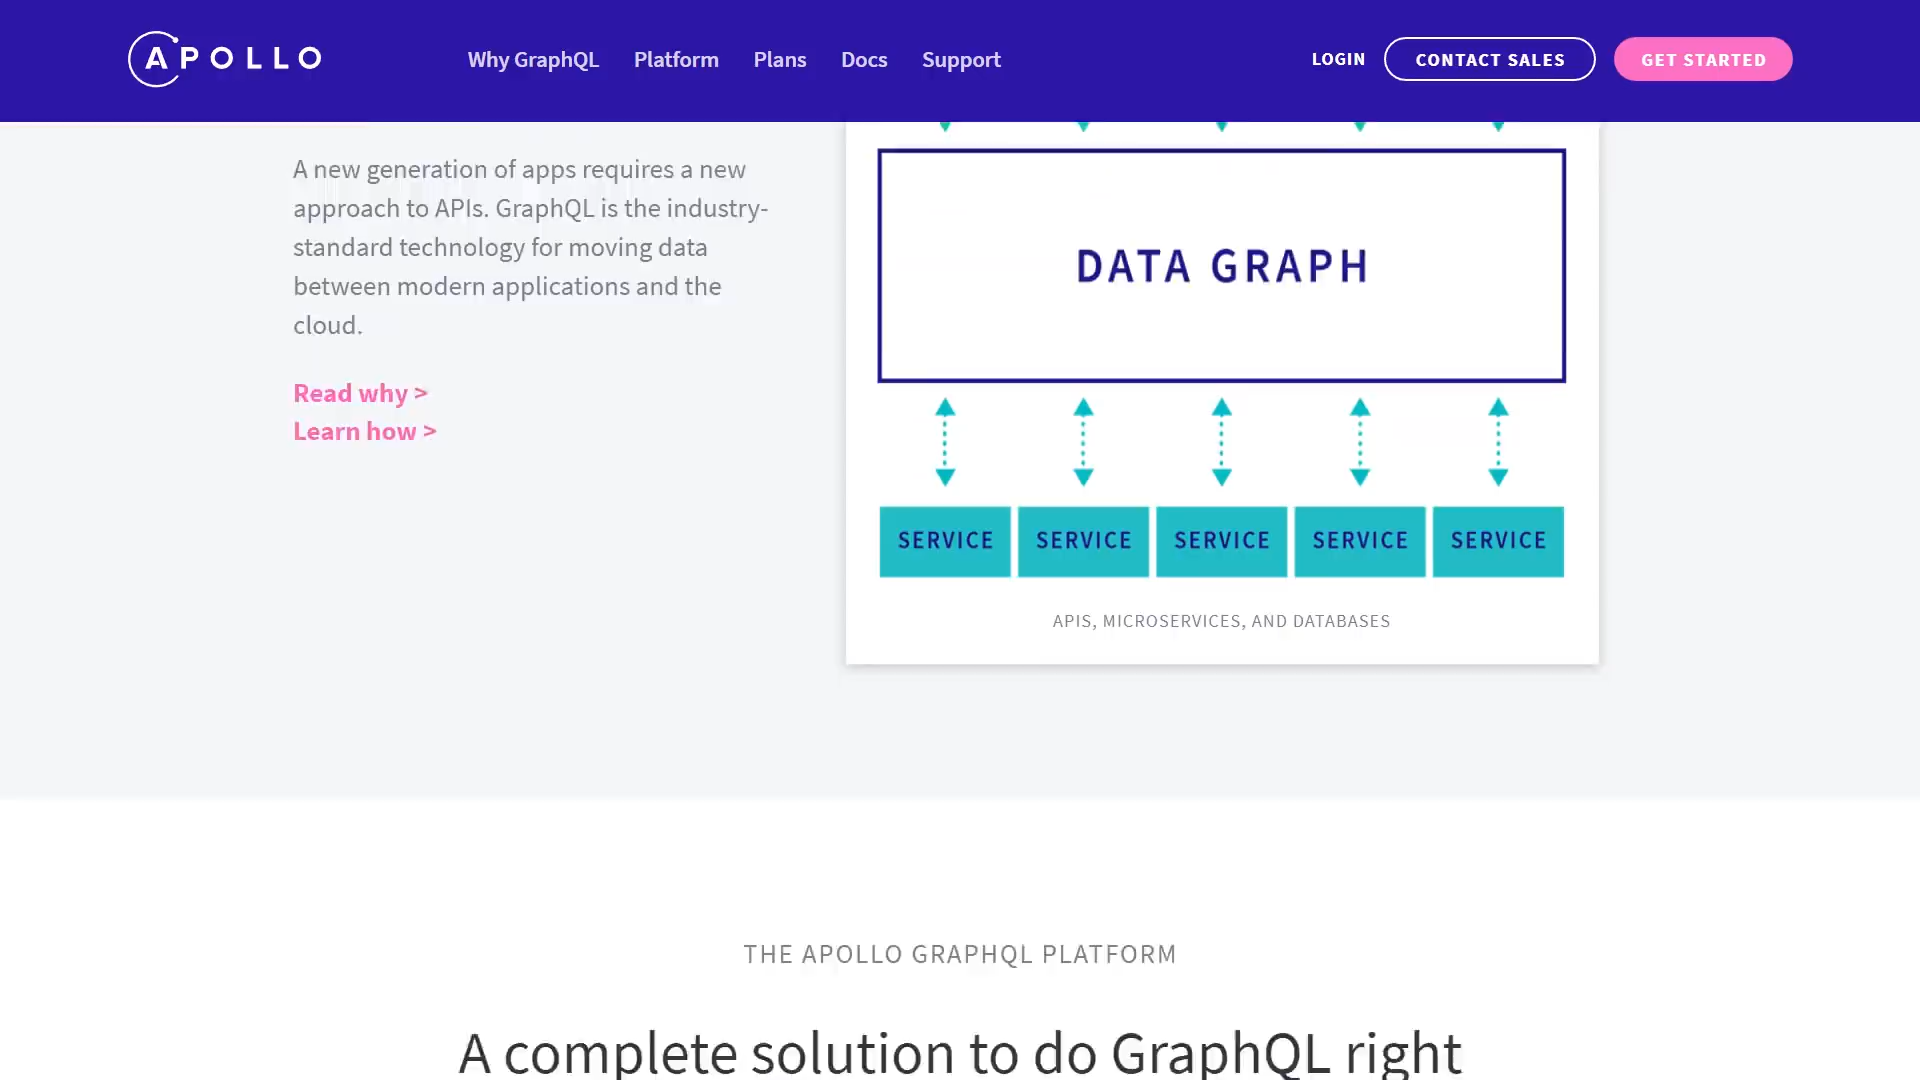 APOLLO
Why GraphQL Platform Plans Docs Support
LOGIN CONTACT SALES GET STARTED
A new generation of apps requires a new
approach to APIs. GraphQL is the industry-
standard technology for moving data
between modern applications and the
cloud.
Read why >
Learn how >
DATA GRAPH
SERVICE SERVICE SERVICE SERVICE SERVICE
APIS, MICROSERVICES, AND DATABASES
THE APOLLO GRAPHQL PLATFORM
A complete solution to do GraphQL right